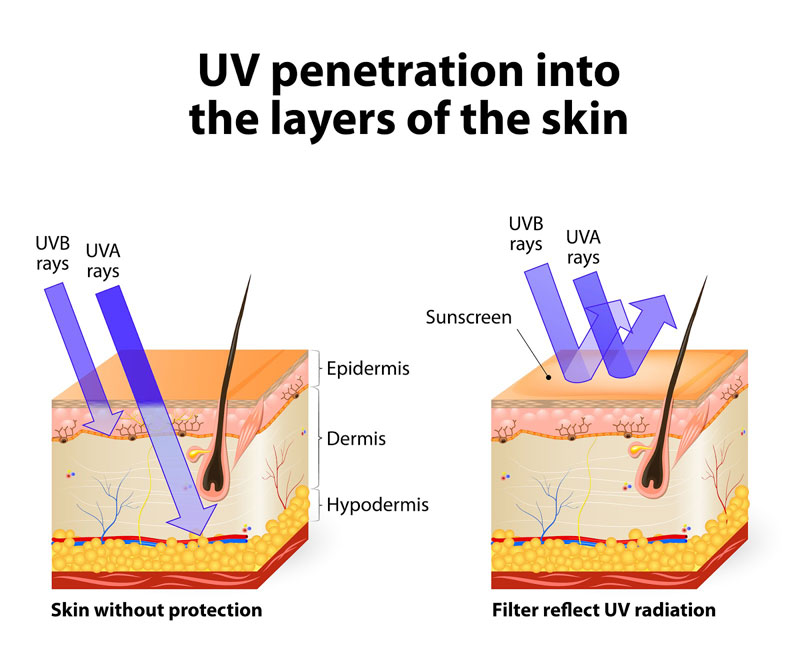 UV penetration into
the layers of the skin
UVB
rays
UVA
rays
Epidermis
Dermis
Hypodermis
Skin without protection
UVB
rays
UVA
rays
Sunscreen
Filter reflect UV radiation